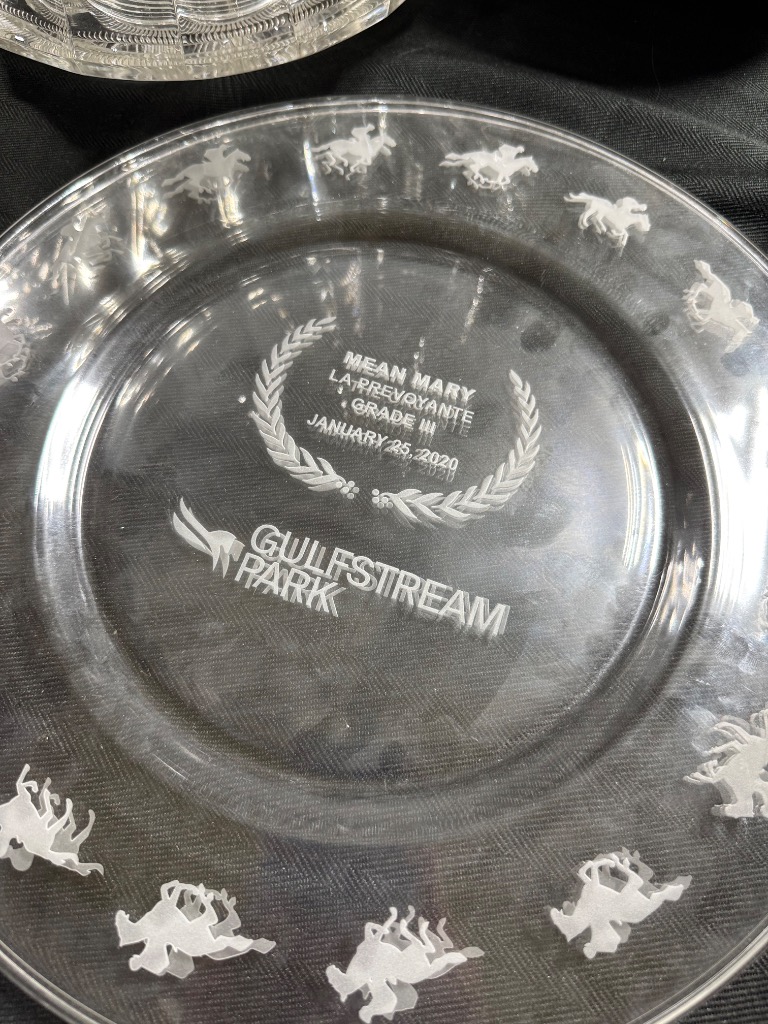 MEAN MARY
LA PREVOYANTE
GRADE III
JANUARY 25, 2020
GULFSTREAM
PARK